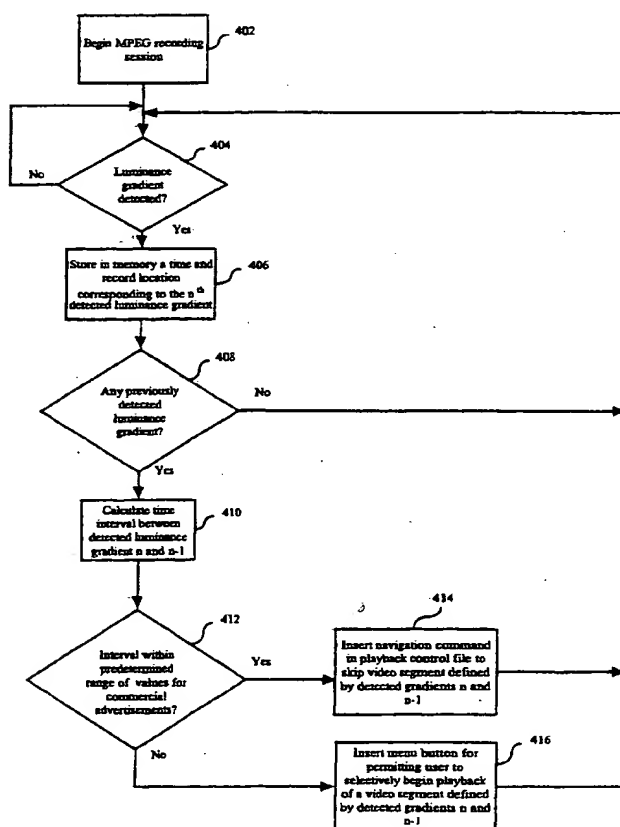 Begin MPEG recording
session
402
404
Luminance
gradient
detected?
No
Yes
Store in memory a time and
record location
corresponding to the n th
detected luminance gradient
406
408
Any previously
detected
luminance
gradient?
No
Yes
Calculate time
interval between
detected luminance
gradient n and n-1
410
412
Interval within
predetermined
range of values for
commercial
advertisements?
Yes
No
414
Insert navigation command
in playback control file to
skip video segment defined
by detected gradients n and
n-1
416
Insert menu button for
permitting user to
selectively begin playback
of a video segment defined
by detected gradients n and
n-1